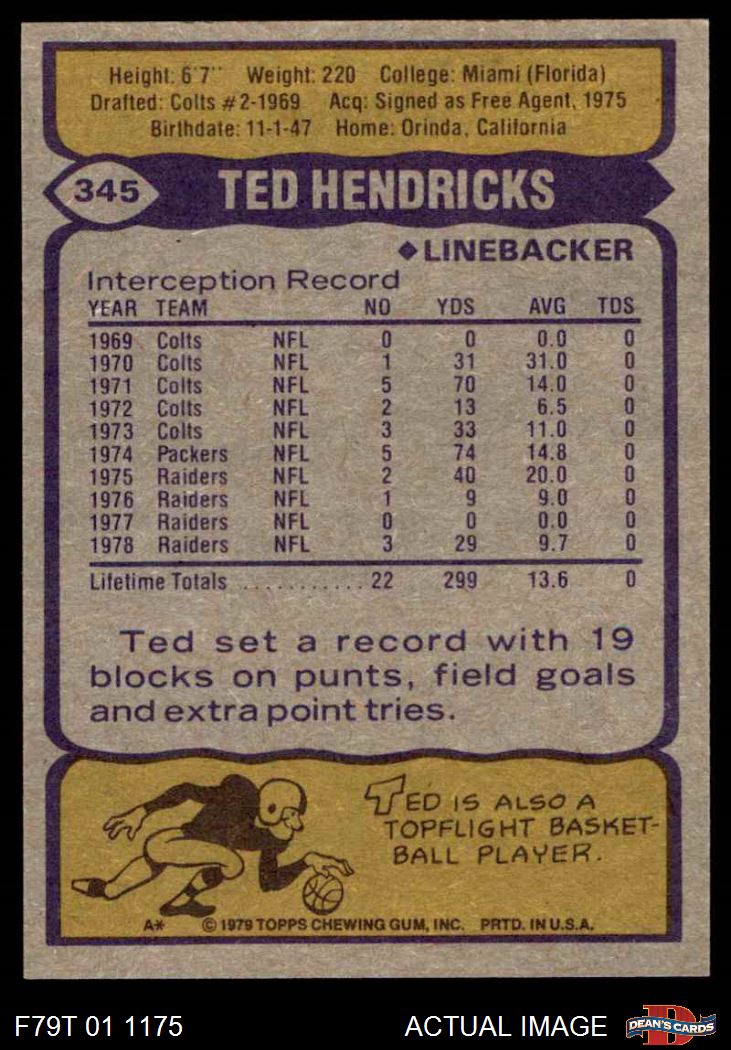 Height: 6'7" Weight: 220 College: Miami (Florida)
Drafted: Colts #2-1969 Acq: Signed as Free Agent, 1975
Birthdate: 11-1-47 Home: Orinda, California
345 TED HENDRICKS
◆LINEBACKER
Interception Record
YEAR TEAM NO YDS AVG TDS
1969 Colts NFL 0 0 0.0 0
1970 Colts NFL 1 31 31.0 0
1971 Colts NFL 5 70 14.0 0
1972 Colts NFL 2 13 6.5 0
1973 Colts NFL 3 33 11.0 0
1974 Packers NFL 5 74 14.8 0
1975 Raiders NFL 2 40 20.0 0
1976 Raiders NFL 1 9 9.0 0
1977 Raiders NFL 0 0 0.0 0
1978 Raiders NFL 3 29 9.7 0
Lifetime Totals ............ 22 299 13.6 0
Ted set a record with 19
blocks on punts, field goals
and extra point tries.
TED IS ALSO A
TOPFLIGHT BASKET-
BALL PLAYER.
A* © 1979 TOPPS CHEWING GUM, INC. PRTD. IN U.S.A.
F79T 01 1175 ACTUAL IMAGE D DEAN'S CARDS